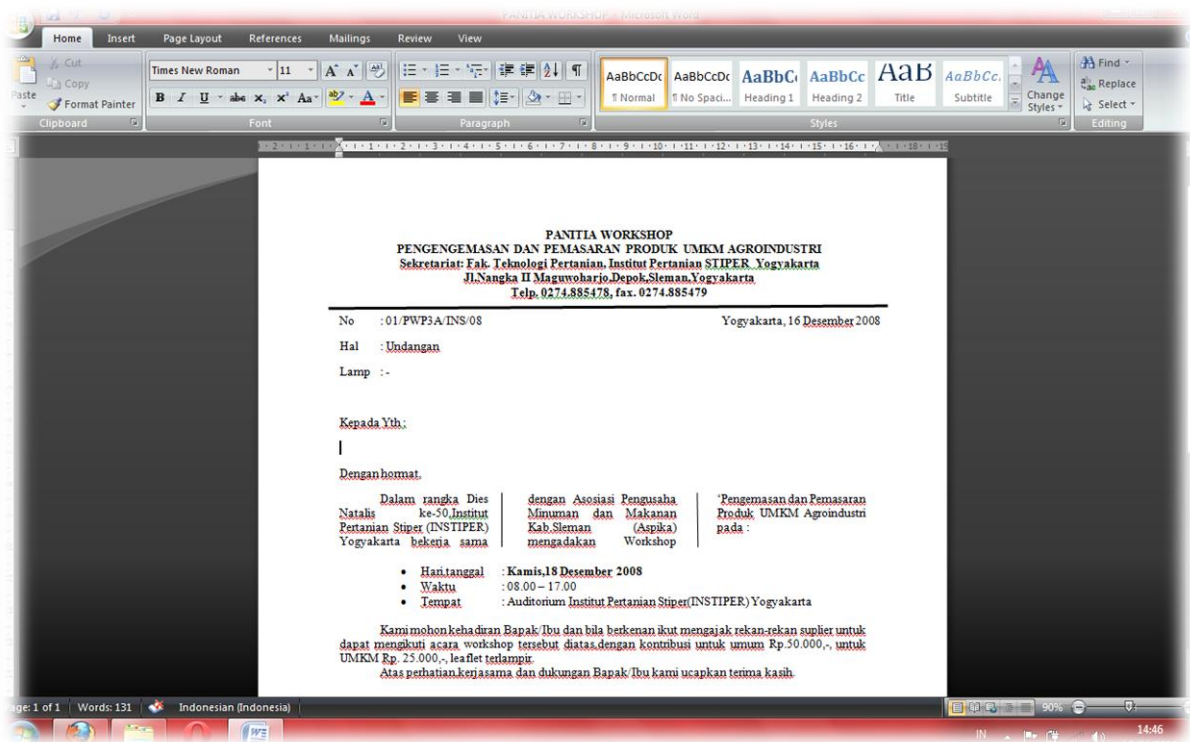 PANITIA WORKSHOP - Microsoft Word
Home Insert Page Layout References Mailings Review View
Cut
Copy
Paste
Format Painter
Clipboard
Times New Roman 11
Font
Paragraph
AaBbCcDc AaBbCcDc AaBbC AaBbCc AaB AaBbCc.
¶ Normal ¶ No Spaci... Heading 1 Heading 2 Title Subtitle
Change Styles
Styles
Find
Replace
Select
Editing
PANITIA WORKSHOP
PENGENGEMASAN DAN PEMASARAN PRODUK UMKM AGROINDUSTRI
Sekretariat: Fak. Teknologi Pertanian, Institut Pertanian STIPER Yogyakarta
Jl.Nangka II Maguwoharjo,Depok,Sleman,Yogyakarta
Telp. 0274.885478, fax. 0274.885479
No : 01/PWP3A/INS/08 Yogyakarta, 16 Desember 2008
Hal : Undangan
Lamp : -
Kepada Yth :
Dengan hormat,
Dalam rangka Dies
Natalis ke-50,Institut
Pertanian Stiper (INSTIPER)
Yogyakarta bekerja sama
dengan Asosiasi Pengusaha
Minuman dan Makanan
Kab.Sleman (Aspika)
mengadakan Workshop
‘Pengemasan dan Pemasaran
Produk UMKM Agroindustri
pada :
• Hari,tanggal : Kamis,18 Desember 2008
• Waktu : 08.00 – 17.00
• Tempat : Auditorium Institut Pertanian Stiper(INSTIPER) Yogyakarta
Kami mohon kehadiran Bapak/Ibu dan bila berkenan ikut mengajak rekan-rekan suplier untuk
dapat mengikuti acara workshop tersebut diatas,dengan kontribusi untuk umum Rp.50.000,-, untuk
UMKM Rp. 25.000,-, leaflet terlampir.
Atas perhatian,kerjasama dan dukungan Bapak/Ibu kami ucapkan terima kasih.
Page: 1 of 1 Words: 131 Indonesian (Indonesia) 90%
IN 14:46